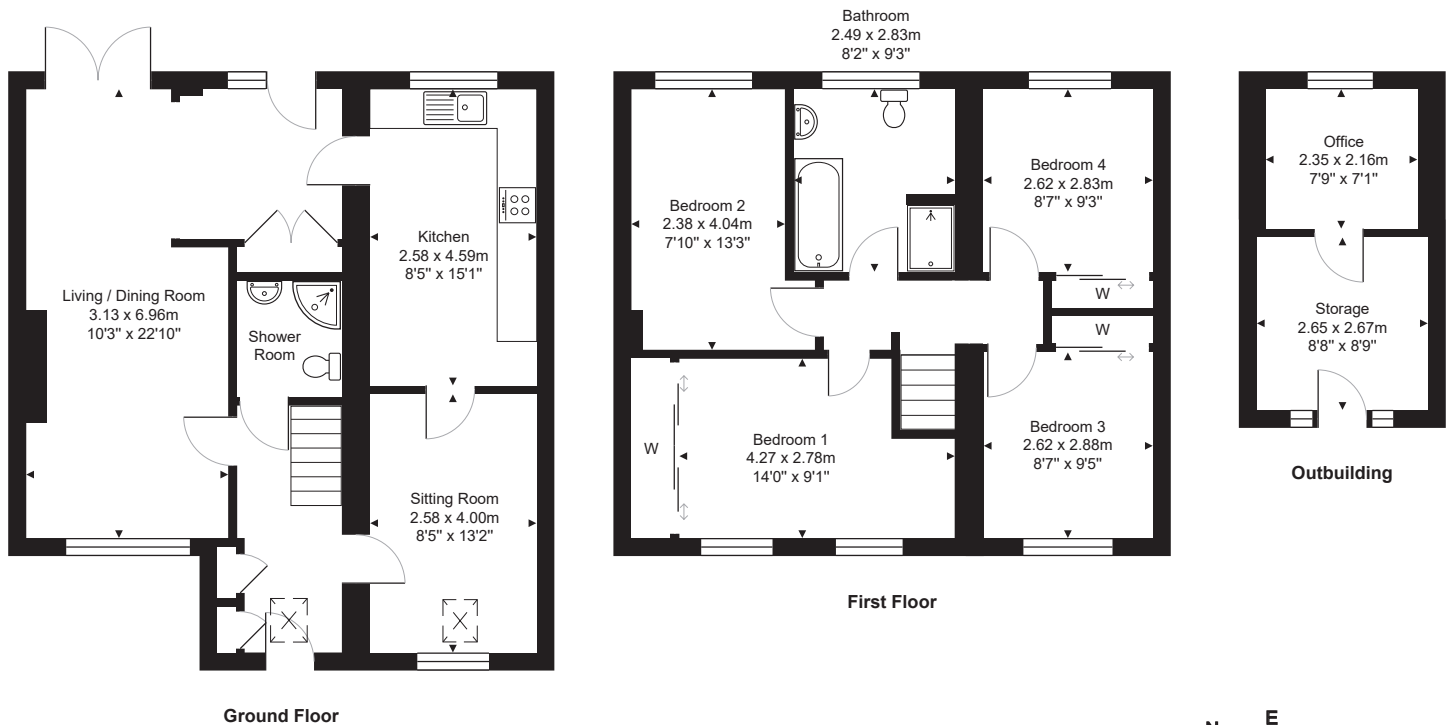 Bathroom
2.49 x 2.83m
8'2" x 9'3"
Living / Dining Room
3.13 x 6.96m
10'3" x 22'10"
Kitchen
2.58 x 4.59m
8'5" x 15'1"
Shower
Room
Sitting Room
2.58 x 4.00m
8'5" x 13'2"
Ground Floor
Bedroom 2
2.38 x 4.04m
7'10" x 13'3"
Bedroom 4
2.62 x 2.83m
8'7" x 9'3"
W
W
Bedroom 1
4.27 x 2.78m
14'0" x 9'1"
W
Bedroom 3
2.62 x 2.88m
8'7" x 9'5"
First Floor
Office
2.35 x 2.16m
7'9" x 7'1"
Storage
2.65 x 2.67m
8'8" x 8'9"
Outbuilding
E
N